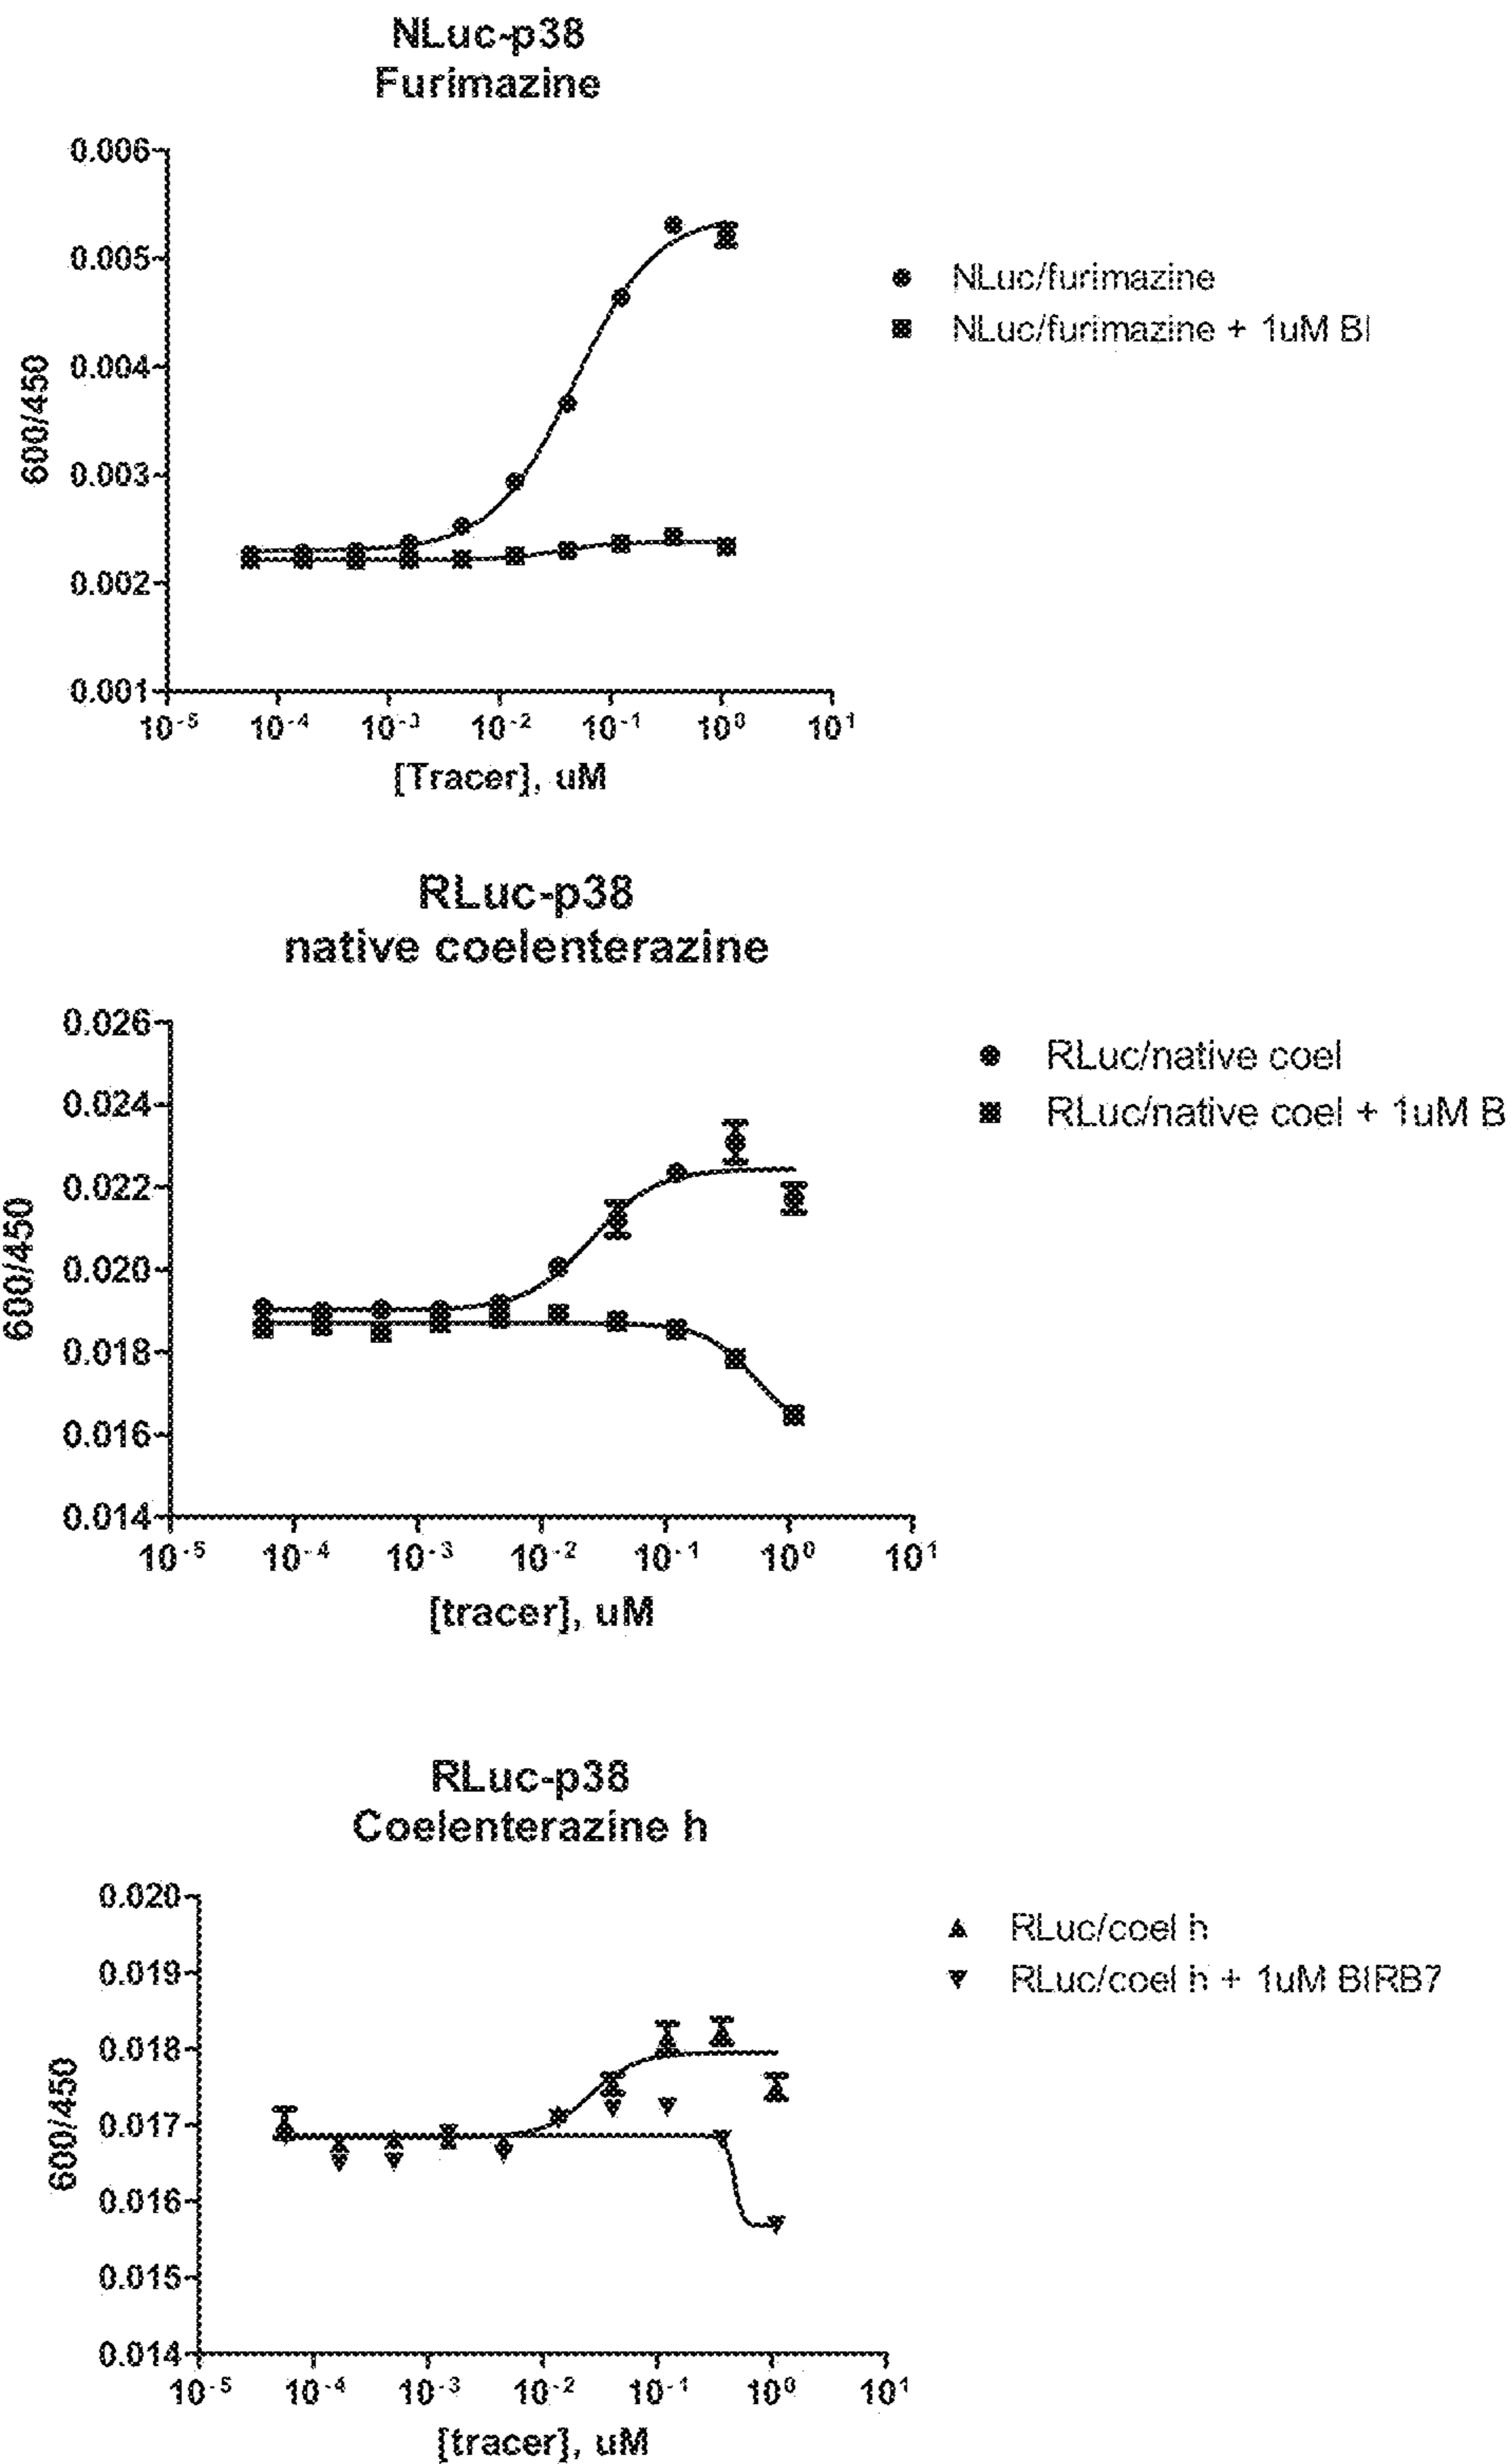 NLuc-p38
Furimazine
0.006
0.005
0.004
0.003
0.002
0.001
600/450
10-5 10-4 10-3 10-2 10-1 100 101
[Tracer], uM
NLuc/furimazine
NLuc/furimazine + 1uM BI
RLuc-p38
native coelenterazine
0.026
0.024
0.022
0.020
0.018
0.016
0.014
600/450
10-5 10-4 10-3 10-2 10-1 100 101
[tracer], uM
RLuc/native coel
RLuc/native coel + 1uM B
RLuc-p38
Coelenterazine h
0.020
0.019
0.018
0.017
0.016
0.015
0.014
600/450
10-5 10-4 10-3 10-2 10-1 100 101
[tracer], uM
RLuc/coel h
RLuc/coel h + 1uM BIRB7